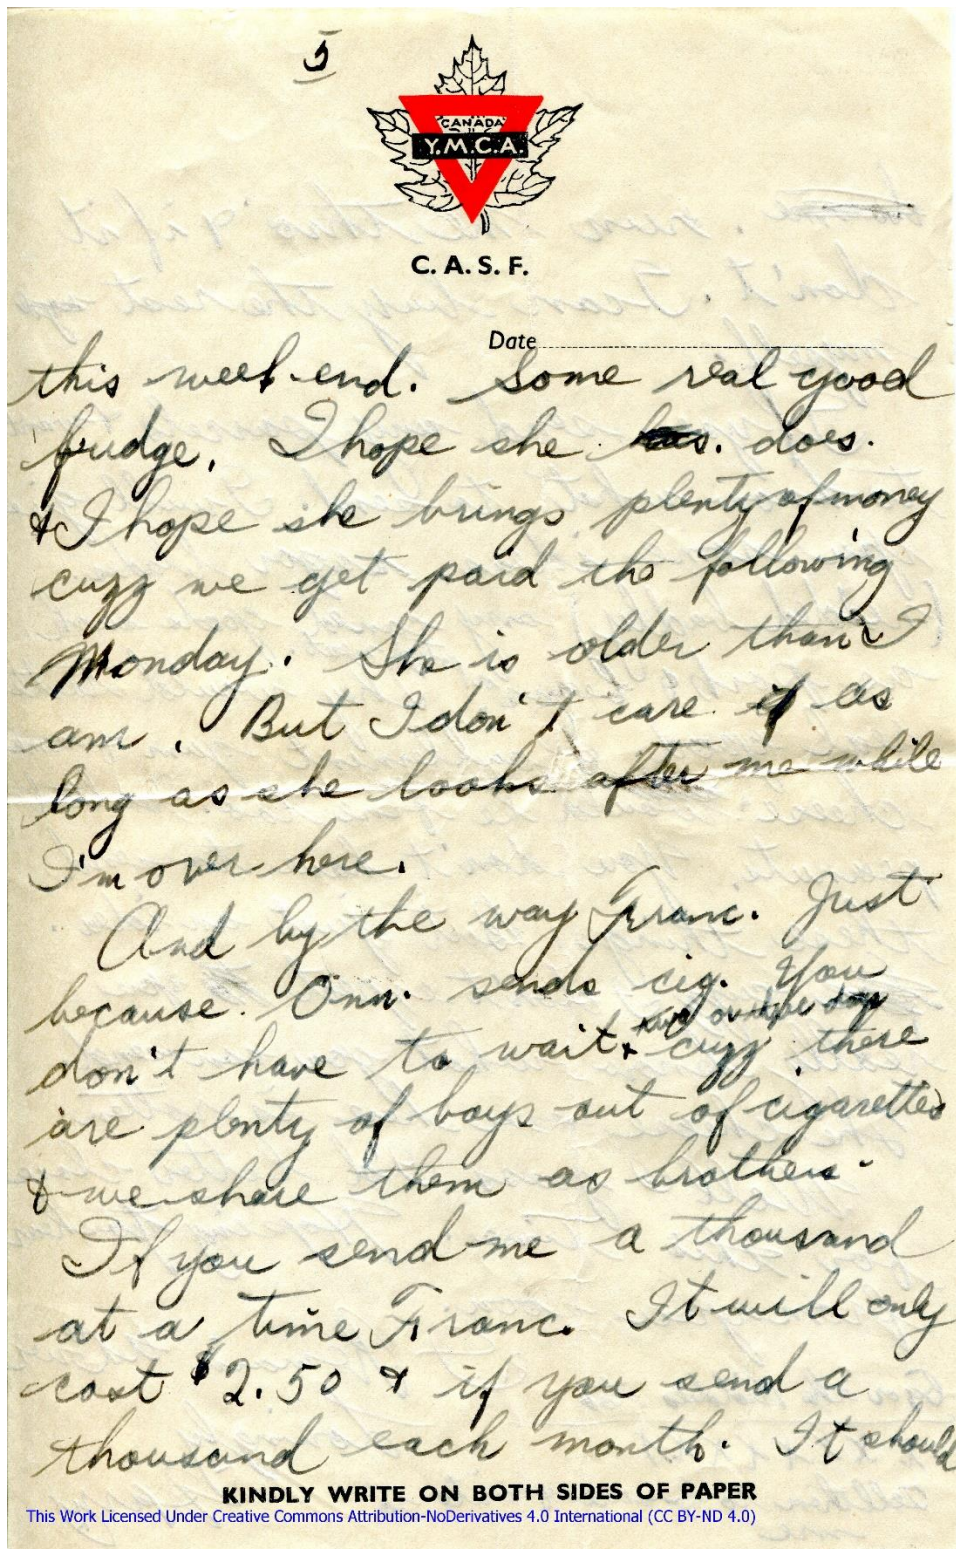 5
CANADA
Y.M.C.A.
C. A. S. F.
Date
this week-end. Some real good
fudge. I hope she does.
& I hope she brings plenty of money
cuzz we get paid the following
Monday. She is older than I
am. But I don't care as
long as she looks after me while
I'm over here.
And by the way Franc. Just
because Onn. sends cig. You
don't have to wait
cuzz there
are plenty of boys out of cigarettes
& we share them as brothers.
If you send me a thousand
at a time Franc. It will only
cost $2.50 & if you send a
thousand each month. It should
KINDLY WRITE ON BOTH SIDES OF PAPER
This Work Licensed Under Creative Commons Attribution-NoDerivatives 4.0 International (CC BY-ND 4.0)